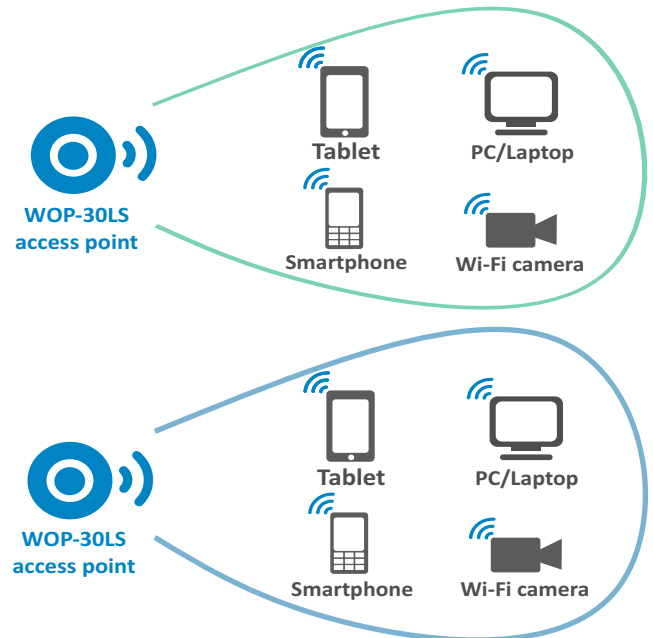 Tablet
PC/Laptop
WOP-30LS
access point
Smartphone
Wi-Fi camera
Tablet
PC/Laptop
WOP-30LS
access point
Smartphone
Wi-Fi camera